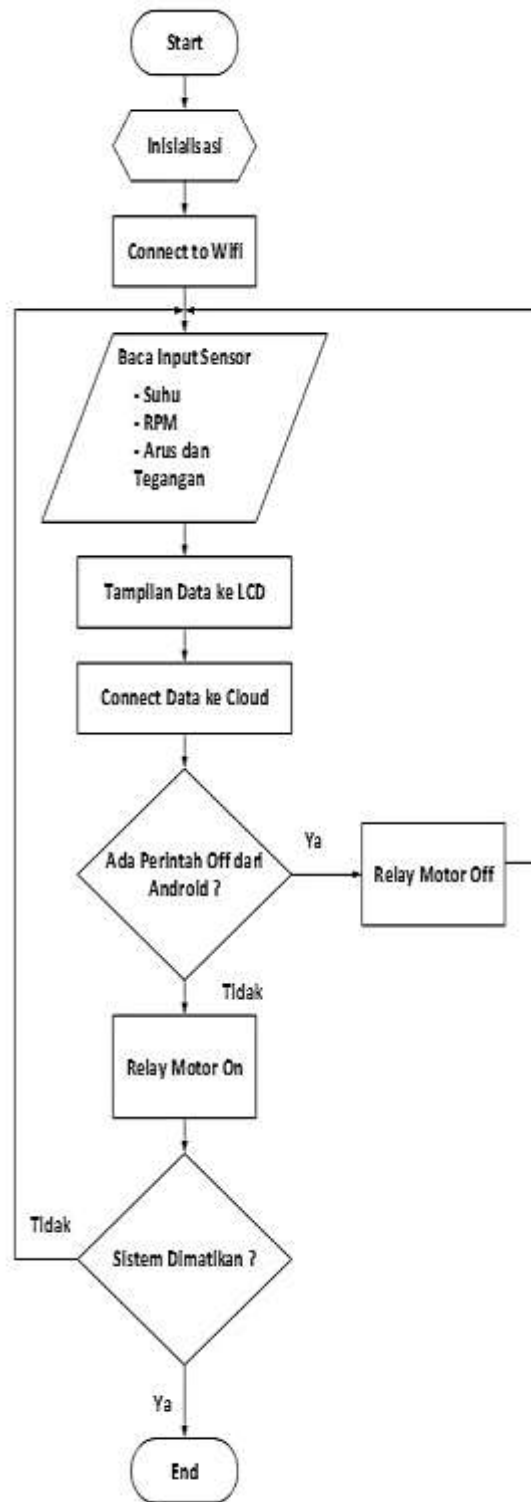 Start
Inisialisasi
Connect to Wifi
Baca Input Sensor
- Suhu
- RPM
- Arus dan
Tegangan
Tampilan Data ke LCD
Connect Data ke Cloud
Ada Perintah Off dari
Android ?
Ya
Relay Motor Off
Tidak
Relay Motor On
Tidak
Sistem Dimatikan ?
Ya
End